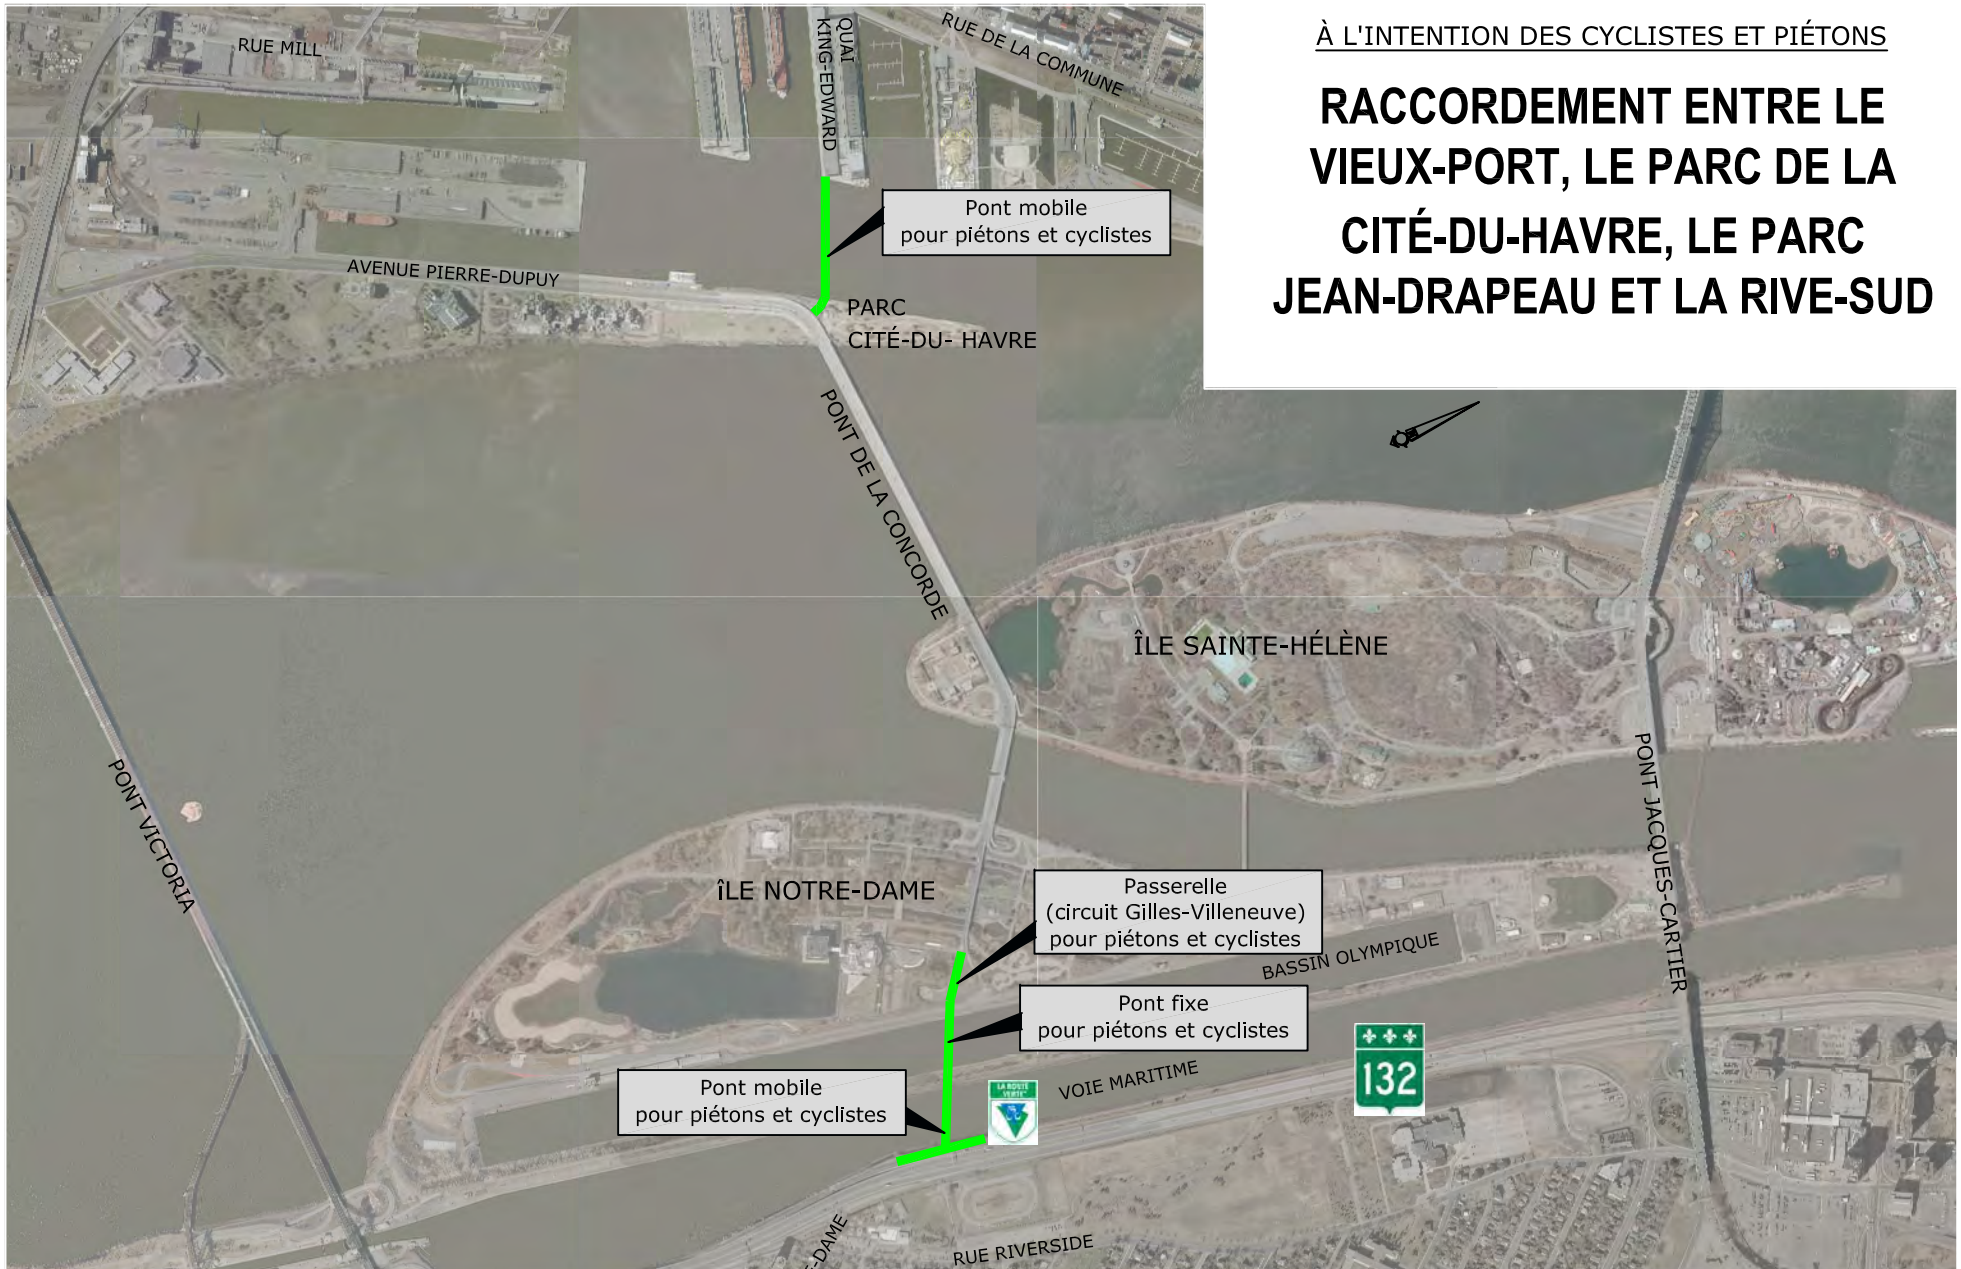 À L'INTENTION DES CYCLISTES ET PIÉTONS
RACCORDEMENT ENTRE LE
VIEUX-PORT, LE PARC DE LA
CITÉ-DU-HAVRE, LE PARC
JEAN-DRAPEAU ET LA RIVE-SUD
RUE MILL
QUAI
KING-EDWARD
RUE DE LA COMMUNE
Pont mobile
pour piétons et cyclistes
AVENUE PIERRE-DUPUY
PARC
CITÉ-DU- HAVRE
PONT DE LA CONCORDE
ÎLE SAINTE-HÉLÈNE
PONT VICTORIA
PONT JACQUES-CARTIER
îLE NOTRE-DAME
Passerelle
(circuit Gilles-Villeneuve)
pour piétons et cyclistes
BASSIN OLYMPIQUE
Pont fixe
pour piétons et cyclistes
132
VOIE MARITIME
Pont mobile
pour piétons et cyclistes
LA ROUTE
VERTE
E-DAME
RUE RIVERSIDE